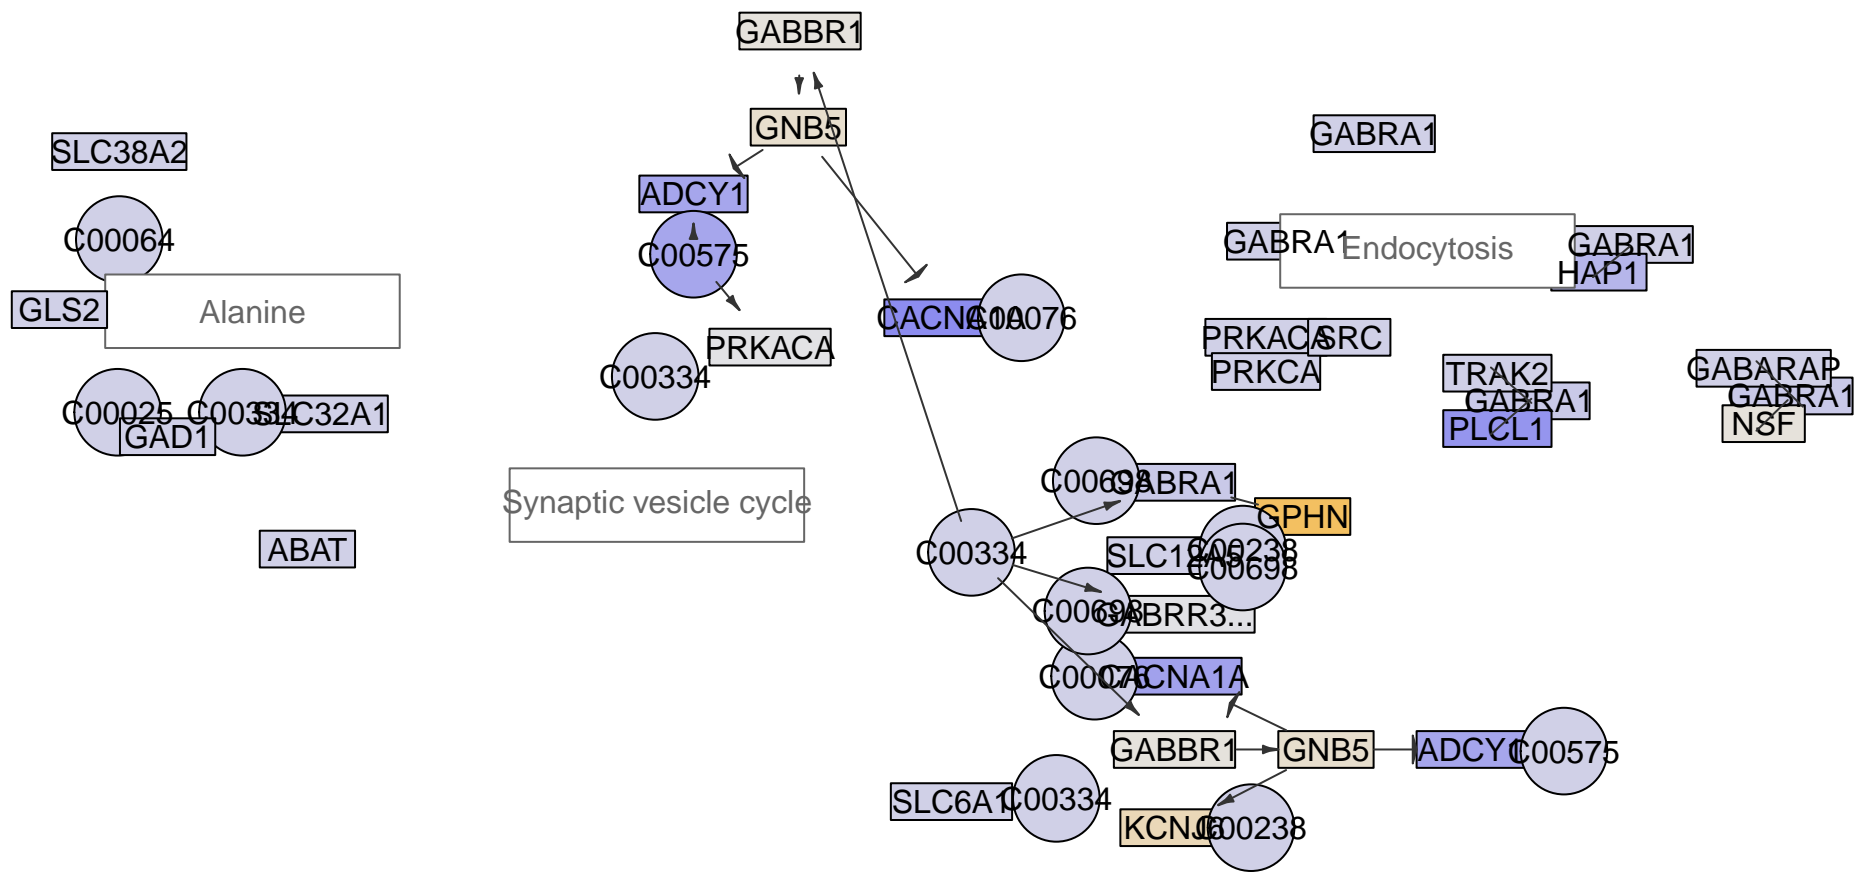 GABBR1
GNB5
GABRA1
SLC38A2
ADCY1
C00064
C00575
GABRA1
Endocytosis
GABRA1
HAP1
GLS2
Alanine
CACNA1A
C00076
PRKACA
SRC
PRKACA
C00334
PRKCA
TRAK2
GABARAP
GABRA1
GABRA1
C00025
C00334
SLC32A1
GAD1
PLCL1
NSF
C00698
GABRA1
Synaptic vesicle cycle
GPHN
ABAT
C00334
SLC12A5
C00238
C00698
C00698
GABRR3...
C00076
CACNA1A
GABBR1
GNB5
ADCY1
C00575
SLC6A1
C00334
KCNJ6
C00238